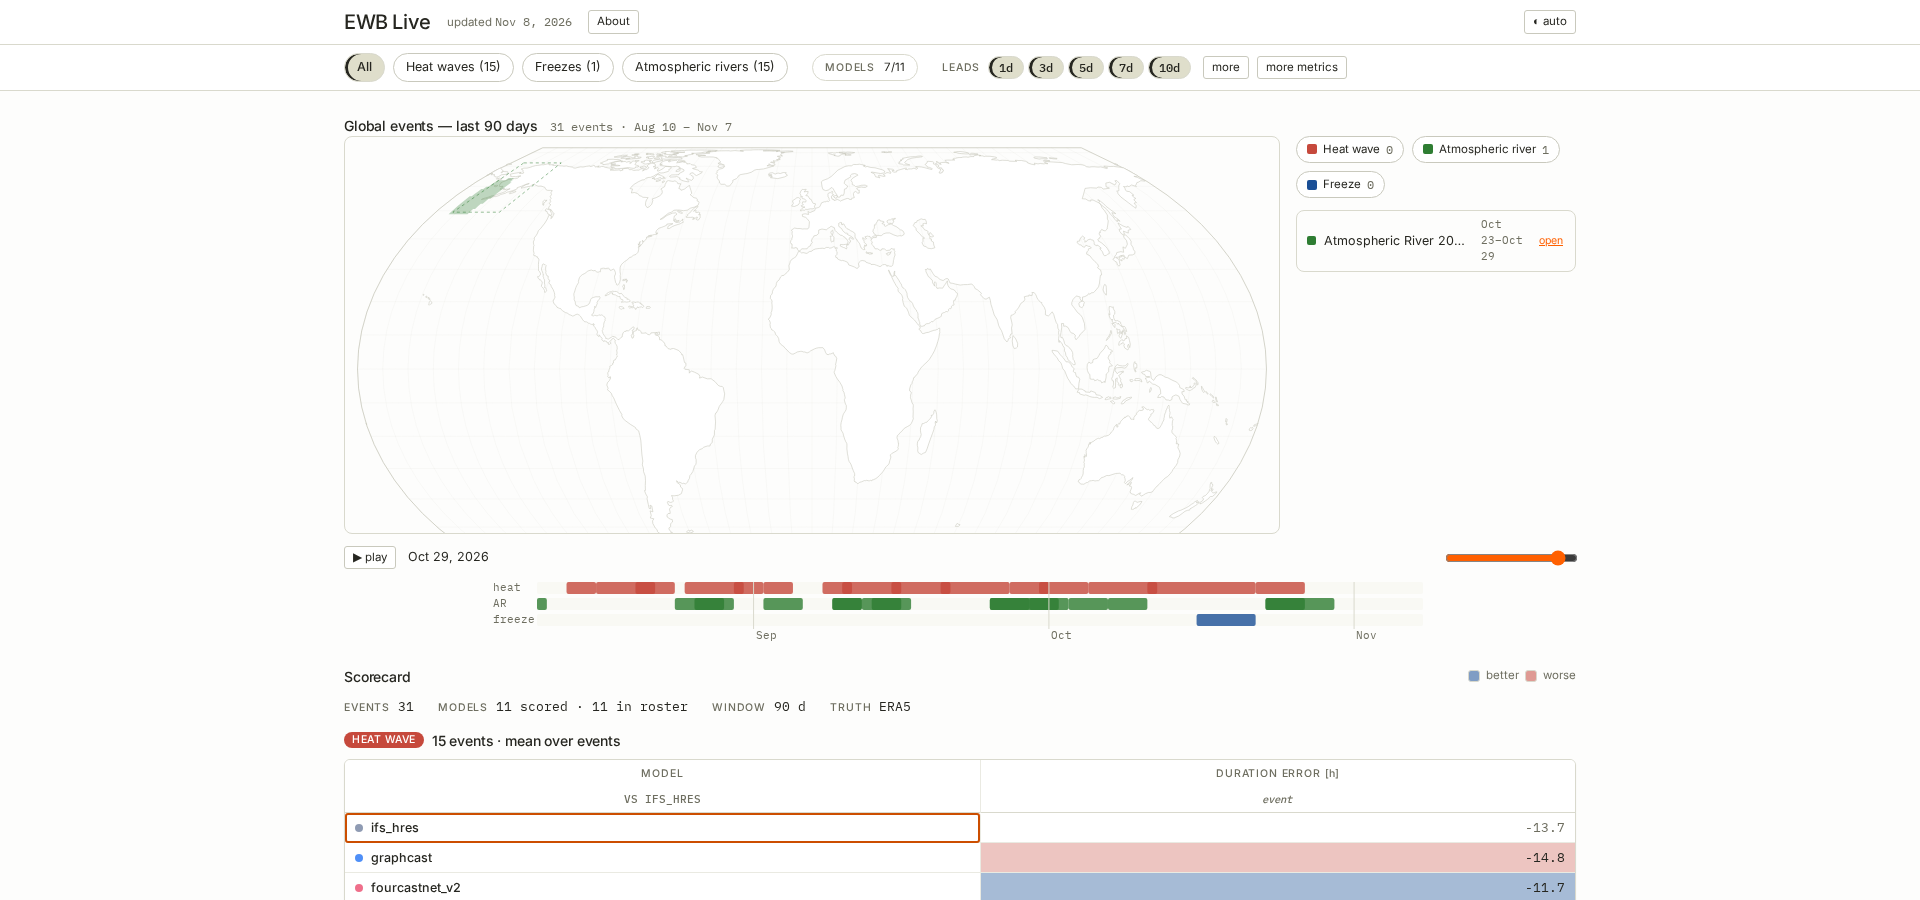 EWB Live updated Nov 8, 2026 About auto
All Heat waves (15) Freezes (1) Atmospheric rivers (15) MODELS 7/11 LEADS 1d 3d 5d 7d 10d more more metrics
Global events — last 90 days 31 events · Aug 10 – Nov 7
Heat wave 0 Atmospheric river 1
Freeze 0
Atmospheric River 20… Oct 23–Oct 29 open
▶ play Oct 29, 2026
heat
AR
freeze
Sep Oct Nov
Scorecard better worse
EVENTS 31 MODELS 11 scored · 11 in roster WINDOW 90 d TRUTH ERA5
HEAT WAVE 15 events · mean over events
MODEL DURATION ERROR [h]
VS IFS_HRES event
ifs_hres -13.7
graphcast -14.8
fourcastnet_v2 -11.7